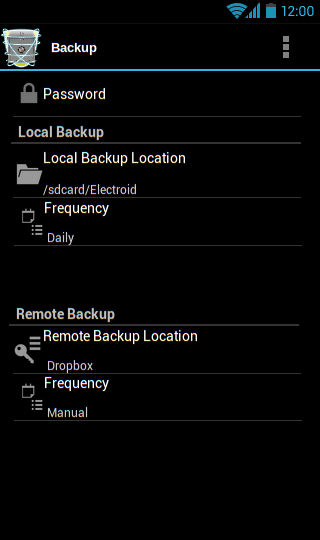 12:00
Backup
Password
Local Backup
Local Backup Location
/sdcard/Electroid
Frequency
Daily
Remote Backup
Remote Backup Location
Dropbox
Frequency
Manual